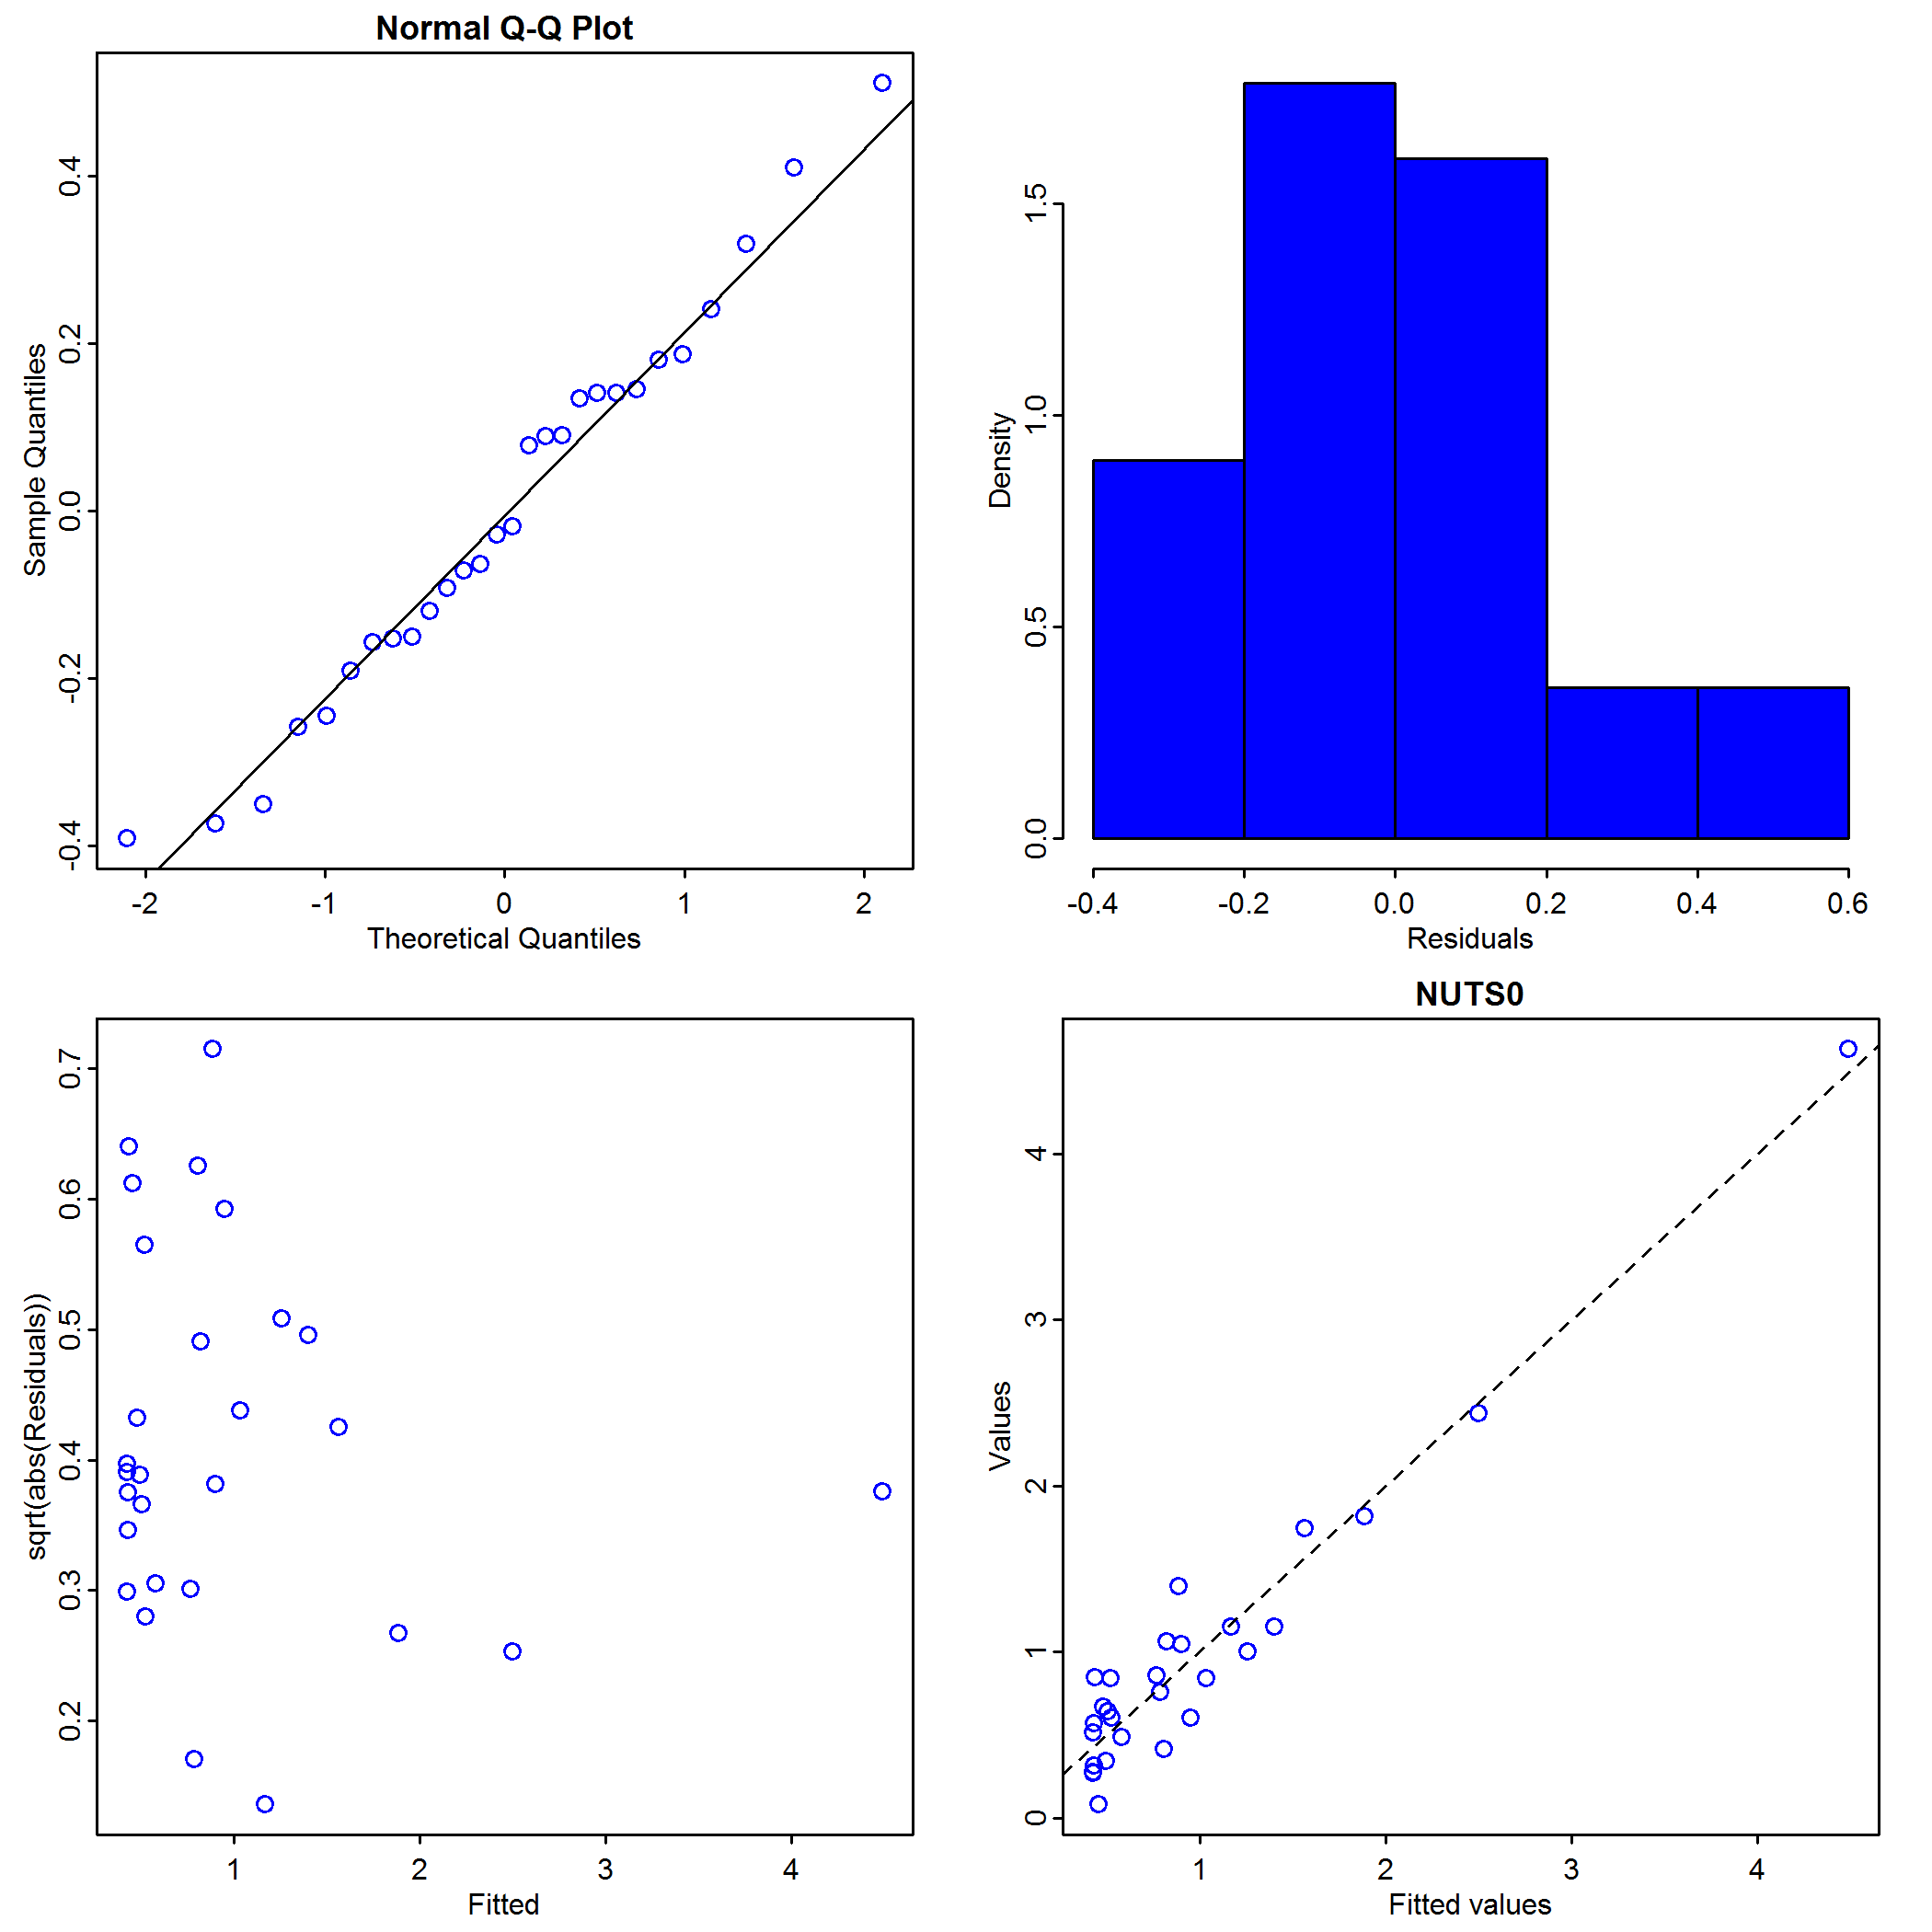 Normal Q-Q Plot
Sample Quantiles
0.4
0.2
0.0
-0.2
-0.4
-2 -1 0 1 2
Theoretical Quantiles
Density
1.5
1.0
0.5
0.0
-0.4 -0.2 0.0 0.2 0.4 0.6
Residuals
sqrt(abs(Residuals))
0.7
0.6
0.5
0.4
0.3
0.2
1 2 3 4
Fitted
NUTS0
Values
4
3
2
1
0
1 2 3 4
Fitted values